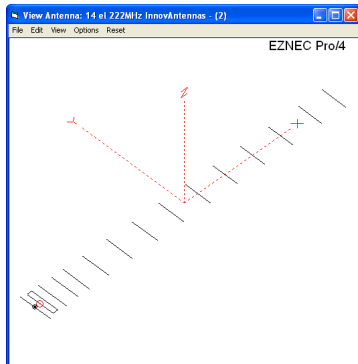 View Antenna: 14 el 222MHz InnovAntennas - (2)
File Edit View Options Reset
EZNEC Pro/4
Z
Y
X